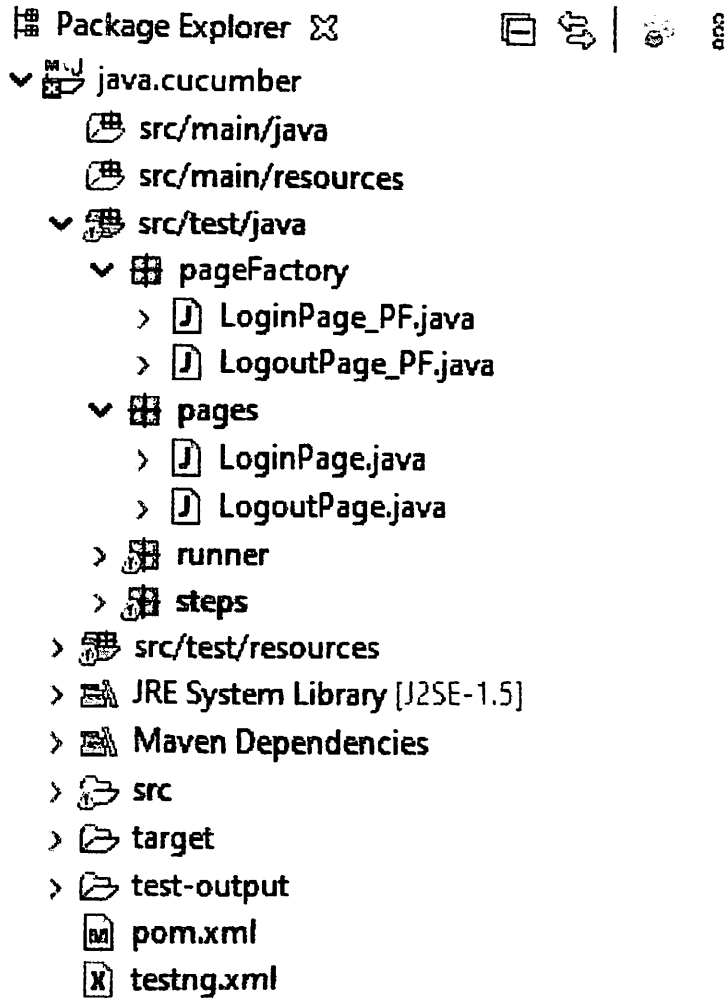 Package Explorer
java.cucumber
src/main/java
src/main/resources
src/test/java
pageFactory
LoginPage_PF.java
LogoutPage_PF.java
pages
LoginPage.java
LogoutPage.java
runner
steps
src/test/resources
JRE System Library [J2SE-1.5]
Maven Dependencies
src
target
test-output
pom.xml
testng.xml